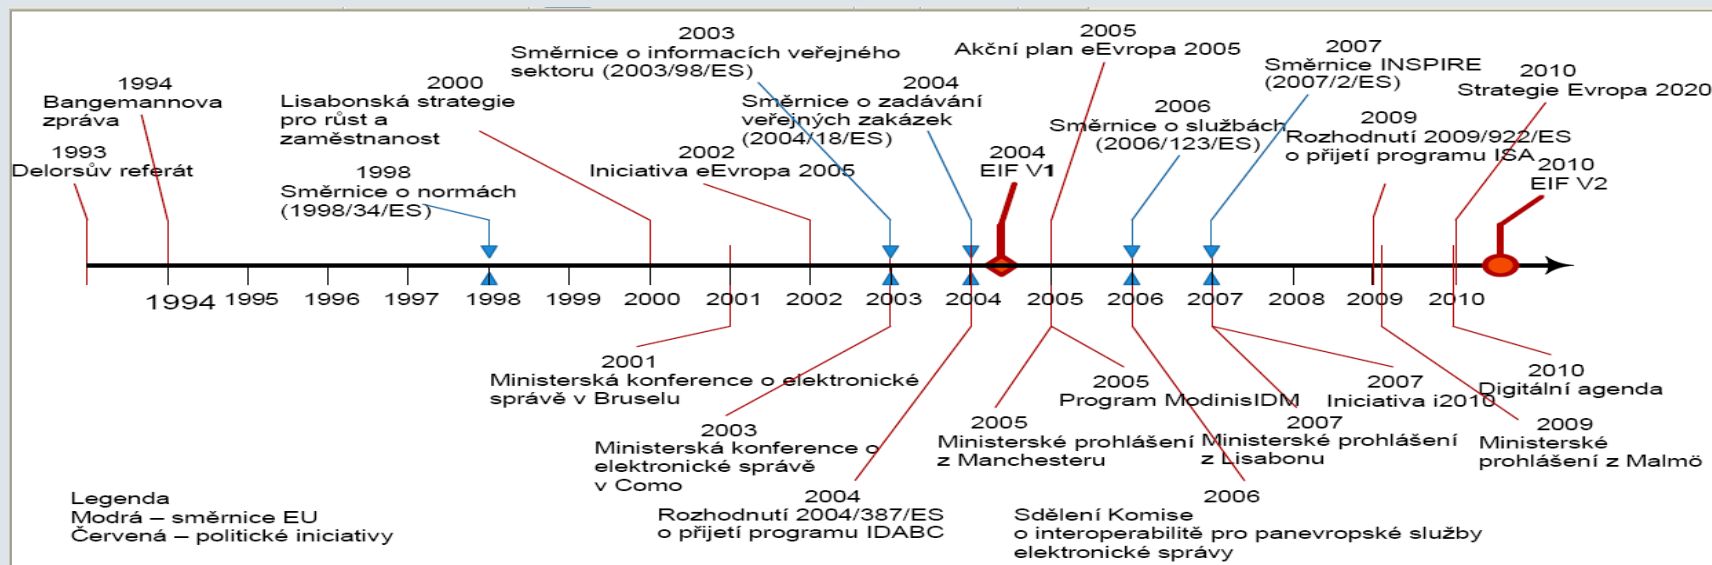 1993
Delorsův referát
1994
Bangemannova
zpráva
1998
Směrnice o normách
(1998/34/ES)
2000
Lisabonská strategie
pro růst a
zaměstnanost
2002
Iniciativa eEvropa 2005
2003
Směrnice o informacích veřejného
sektoru (2003/98/ES)
2004
Směrnice o zadávání
veřejných zakázek
(2004/18/ES)
2004
EIF V1
2005
Akční plan eEvropa 2005
2006
Směrnice o službách
(2006/123/ES)
2007
Směrnice INSPIRE
(2007/2/ES)
2009
Rozhodnutí 2009/922/ES
o přijetí programu ISA
2010
Strategie Evropa 2020
2010
EIF V2
1994 1995 1996 1997 1998 1999 2000 2001 2002 2003 2004 2005 2006 2007 2008 2009 2010
2001
Ministerská konference o elektronické
správě v Bruselu
2003
Ministerská konference o
elektronické správě
v Como
2004
Rozhodnutí 2004/387/ES
o přijetí programu IDABC
2005
Ministerské prohlášení
z Manchesteru
2005
Program ModinisIDM
2006
Sdělení Komise
o interoperabilitě pro panevropské služby
elektronické správy
2007
Ministerské prohlášení
z Lisabonu
2007
Iniciativa i2010
2010
Digitální agenda
2009
Ministerské
prohlášení z Malmö
Legenda
Modrá – směrnice EU
Červená – politické iniciativy